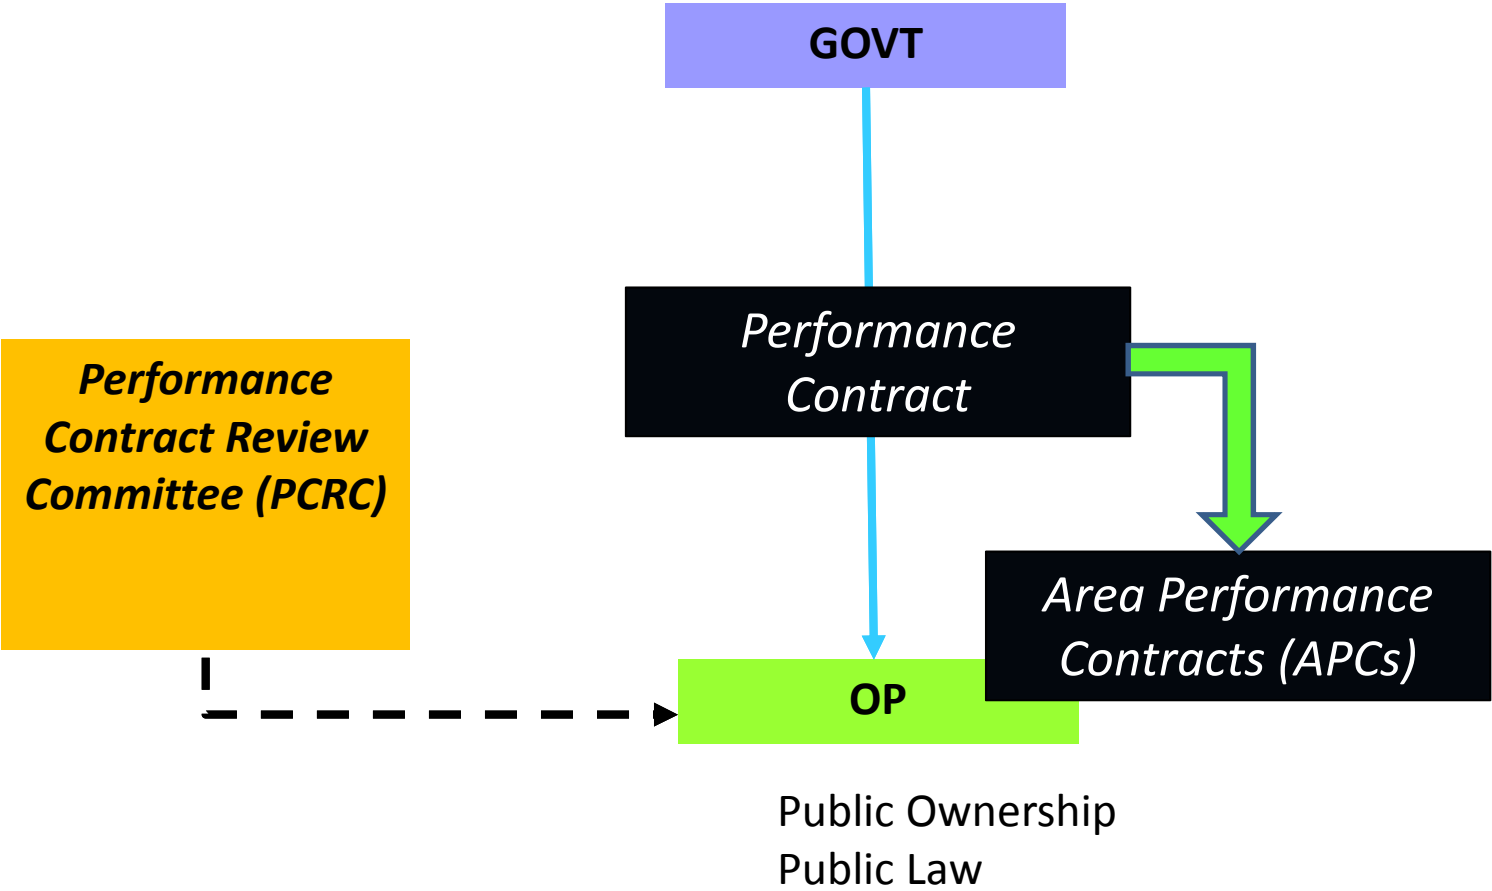 GOVT
Performance
Contract
Performance
Contract Review
Committee (PCRC)
Area Performance
Contracts (APCs)
OP
Public Ownership
Public Law